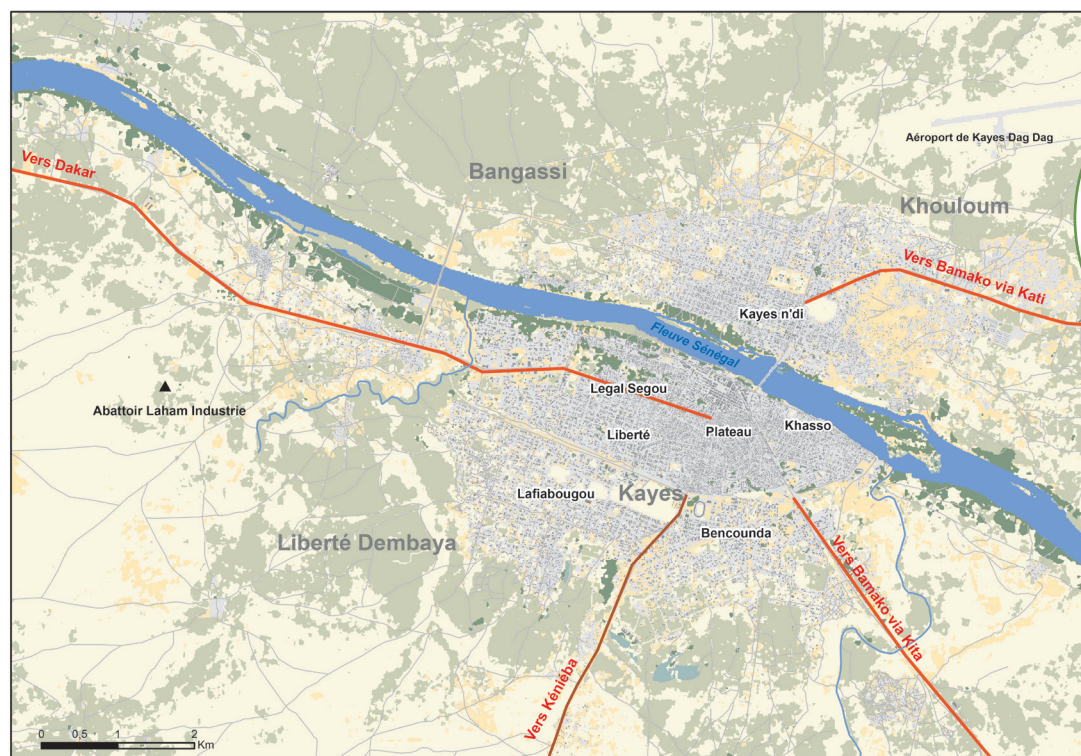 Aéroport de Kayes Dag Dag
Vers Dakar
Bangassi
Khouloum
Vers Bamako via Kati
Kayes n'di
Fleuve Sénégal
Legal Segou
Abattoir Laham Industrie
Liberté
Plateau
Khasso
Lafiabougou
Kayes
Bencounda
Liberté Dembaya
Vers Bamako via Kita
Vers Kéniéba
0 0,5 1 2
Km